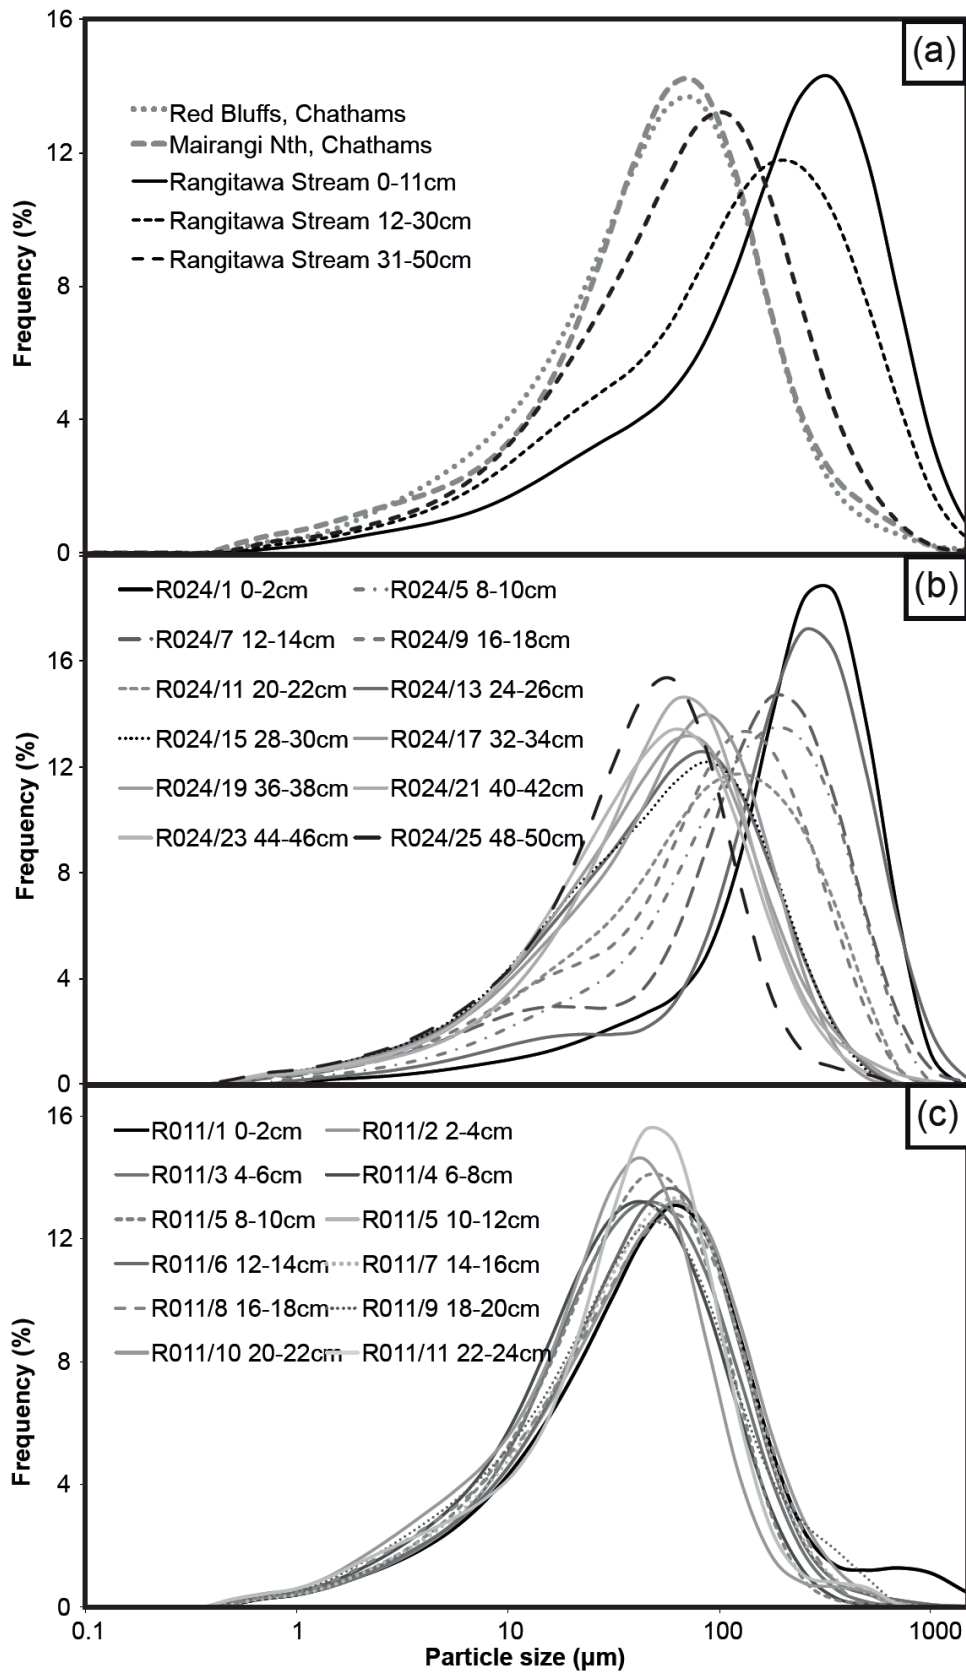 16
(a)
Red Bluffs, Chathams
Mairangi Nth, Chathams
12
Rangitawa Stream 0-11cm
Rangitawa Stream 12-30cm
Rangitawa Stream 31-50cm
Frequency (%)
8
4
0
(b)
R024/1 0-2cm R024/5 8-10cm
R024/7 12-14cm R024/9 16-18cm
16
R024/11 20-22cm R024/13 24-26cm
R024/15 28-30cm R024/17 32-34cm
12
R024/19 36-38cm R024/21 40-42cm
R024/23 44-46cm R024/25 48-50cm
Frequency (%)
8
4
0
(c)
16
R011/1 0-2cm R011/2 2-4cm
R011/3 4-6cm R011/4 6-8cm
R011/5 8-10cm R011/5 10-12cm
12
R011/6 12-14cm R011/7 14-16cm
R011/8 16-18cm R011/9 18-20cm
R011/10 20-22cm R011/11 22-24cm
Frequency (%)
8
4
0
0.1 1 10 100 1000
Particle size (µm)